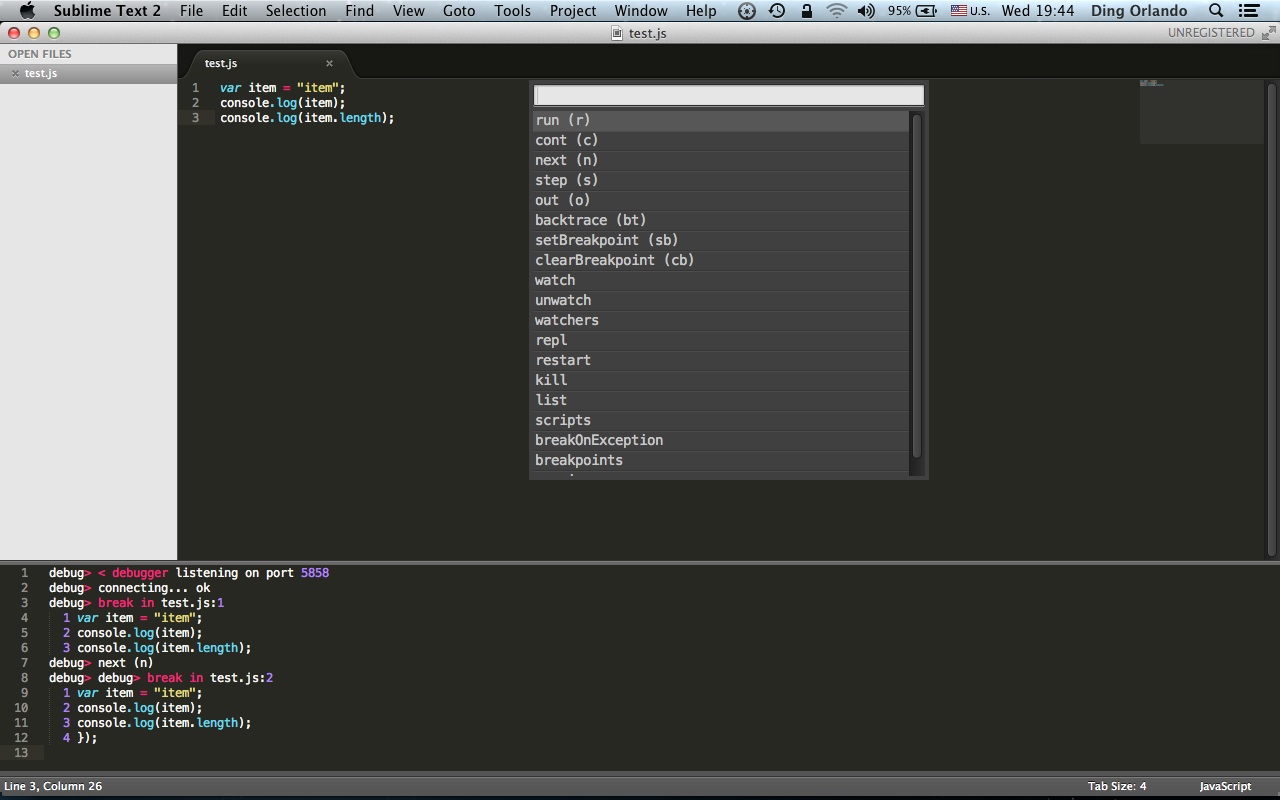 Sublime Text 2 File Edit Selection Find View Goto Tools Project Window Help 95% U.S. Wed 19:44 Ding Orlando
test.js UNREGISTERED
OPEN FILES
× test.js
test.js ×
1 var item = "item";
2 console.log(item);
3 console.log(item.length);
run (r)
cont (c)
next (n)
step (s)
out (o)
backtrace (bt)
setBreakpoint (sb)
clearBreakpoint (cb)
watch
unwatch
watchers
repl
restart
kill
list
scripts
breakOnException
breakpoints
1 debug> < debugger listening on port 5858
2 debug> connecting... ok
3 debug> break in test.js:1
4 1 var item = "item";
5 2 console.log(item);
6 3 console.log(item.length);
7 debug> next (n)
8 debug> debug> break in test.js:2
9 1 var item = "item";
10 2 console.log(item);
11 3 console.log(item.length);
12 4 });
13
Line 3, Column 26 Tab Size: 4 JavaScript